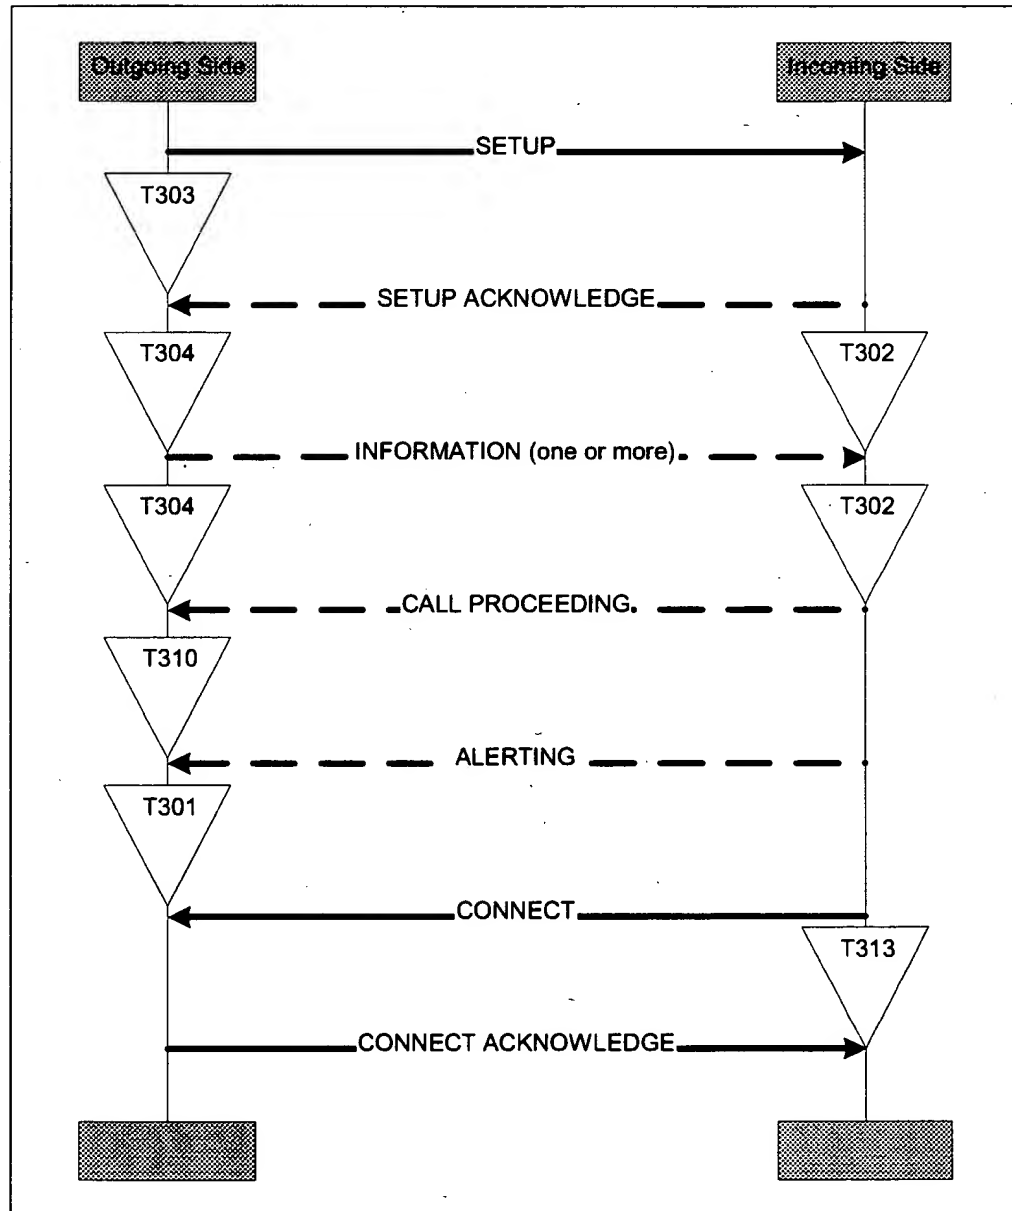 Outgoing Side
Incoming Side
SETUP
T303
SETUP ACKNOWLEDGE
T304
T302
INFORMATION (one or more)
T304
T302
CALL PROCEEDING
T310
ALERTING
T301
CONNECT
T313
CONNECT ACKNOWLEDGE